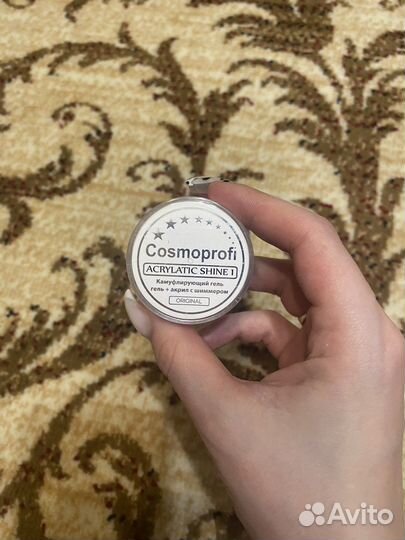 Cosmoprofi
ACRYLATIC SHINE 1
Камуфлирующий гель
гель + акрил с шиммером
ORIGINAL
Avito